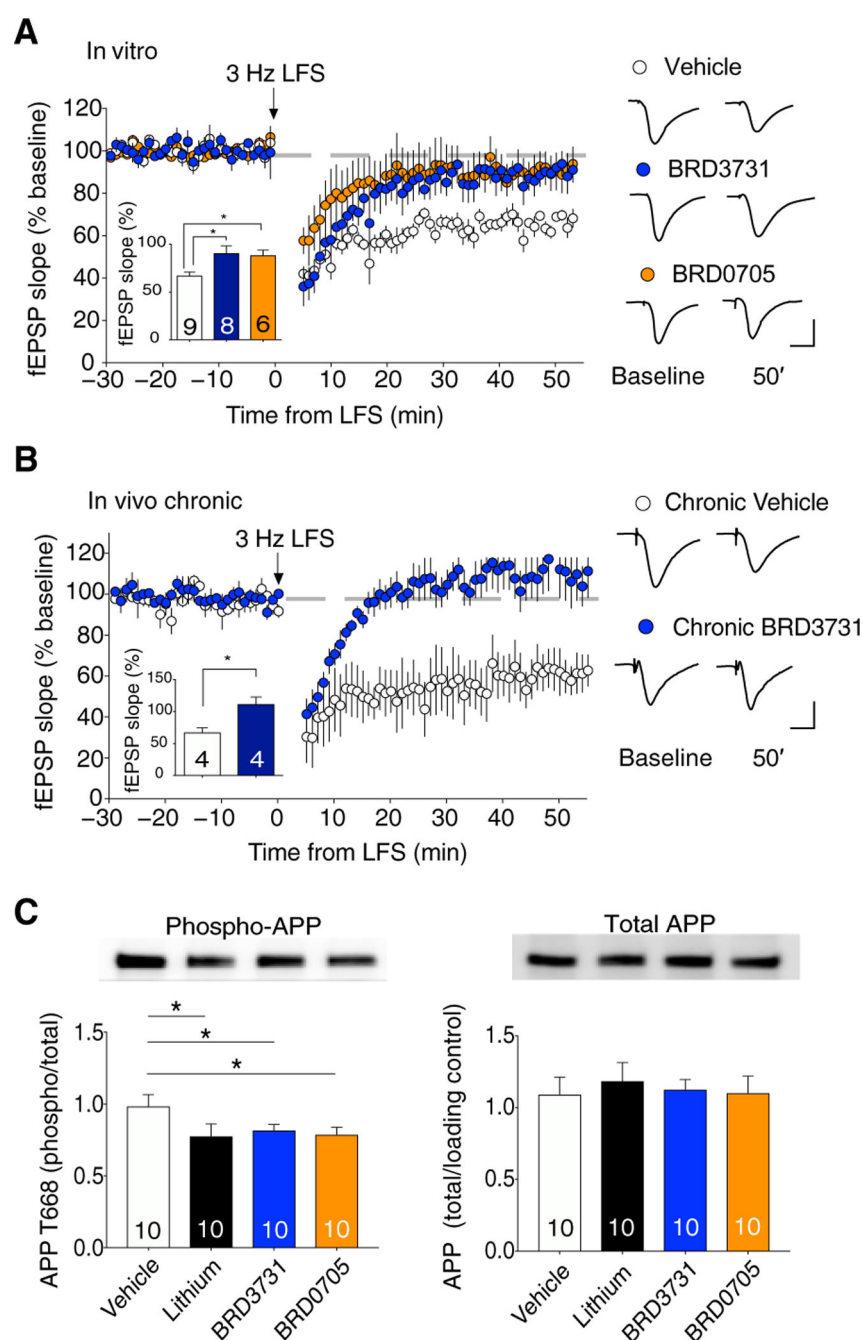 A
In vitro
3 Hz LFS
fEPSP slope (% baseline)
120
100
80
60
40
20
0
−30 −20 −10 0 10 20 30 40 50
Time from LFS (min)
fEPSP slope (%)
100
50
0
* *
9 8 6
Vehicle
BRD3731
BRD0705
Baseline 50′
B
In vivo chronic
3 Hz LFS
fEPSP slope (% baseline)
120
100
80
60
40
20
0
−30 −20 −10 0 10 20 30 40 50
Time from LFS (min)
fEPSP slope (%)
150
100
50
0
*
4 4
Chronic Vehicle
Chronic BRD3731
Baseline 50′
C
Phospho-APP
APP T668 (phospho/total)
1.5
1.0
0.5
0.0
*
*
*
10 10 10 10
Vehicle Lithium BRD3731 BRD0705
Total APP
APP (total/loading control)
1.5
1.0
0.5
0.0
10 10 10 10
Vehicle Lithium BRD3731 BRD0705